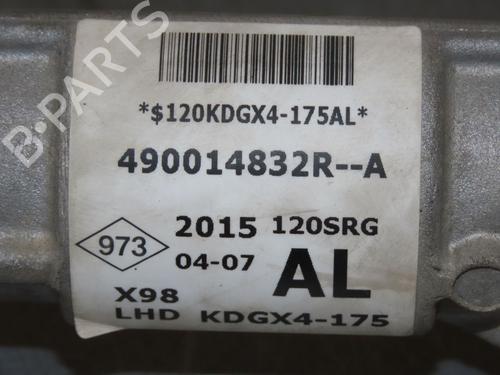 B-PARTS
*$120KDGX4-175AL*
490014832R--A
973
2015 120SRG
04-07 AL
X98
LHD KDGX4-175